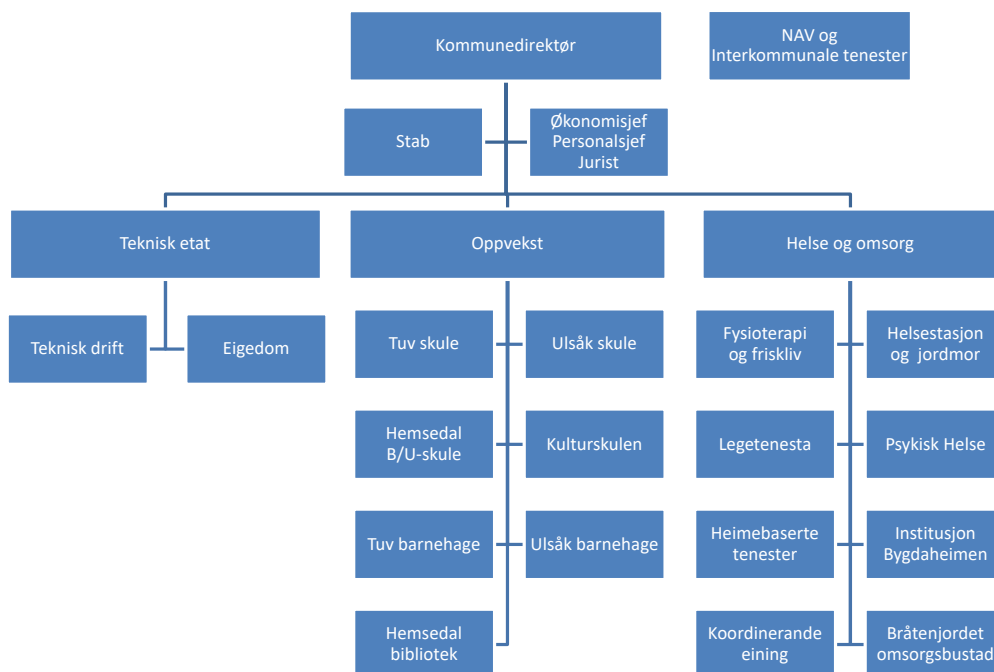 Kommunedirektør
NAV og
Interkommunale tenester
Stab
Økonomisjef
Personalsjef
Jurist
Teknisk etat
Oppvekst
Helse og omsorg
Teknisk drift
Eigedom
Tuv skule
Ulsåk skule
Fysioterapi
og friskliv
Helsestasjon
og jordmor
Hemsedal
B/U-skule
Kulturskulen
Legetenesta
Psykisk Helse
Tuv barnehage
Ulsåk barnehage
Heimebaserte
tenester
Institusjon
Bygdaheimen
Hemsedal
bibliotek
Koordinerande
eining
Bråtenjordet
omsorgsbustad